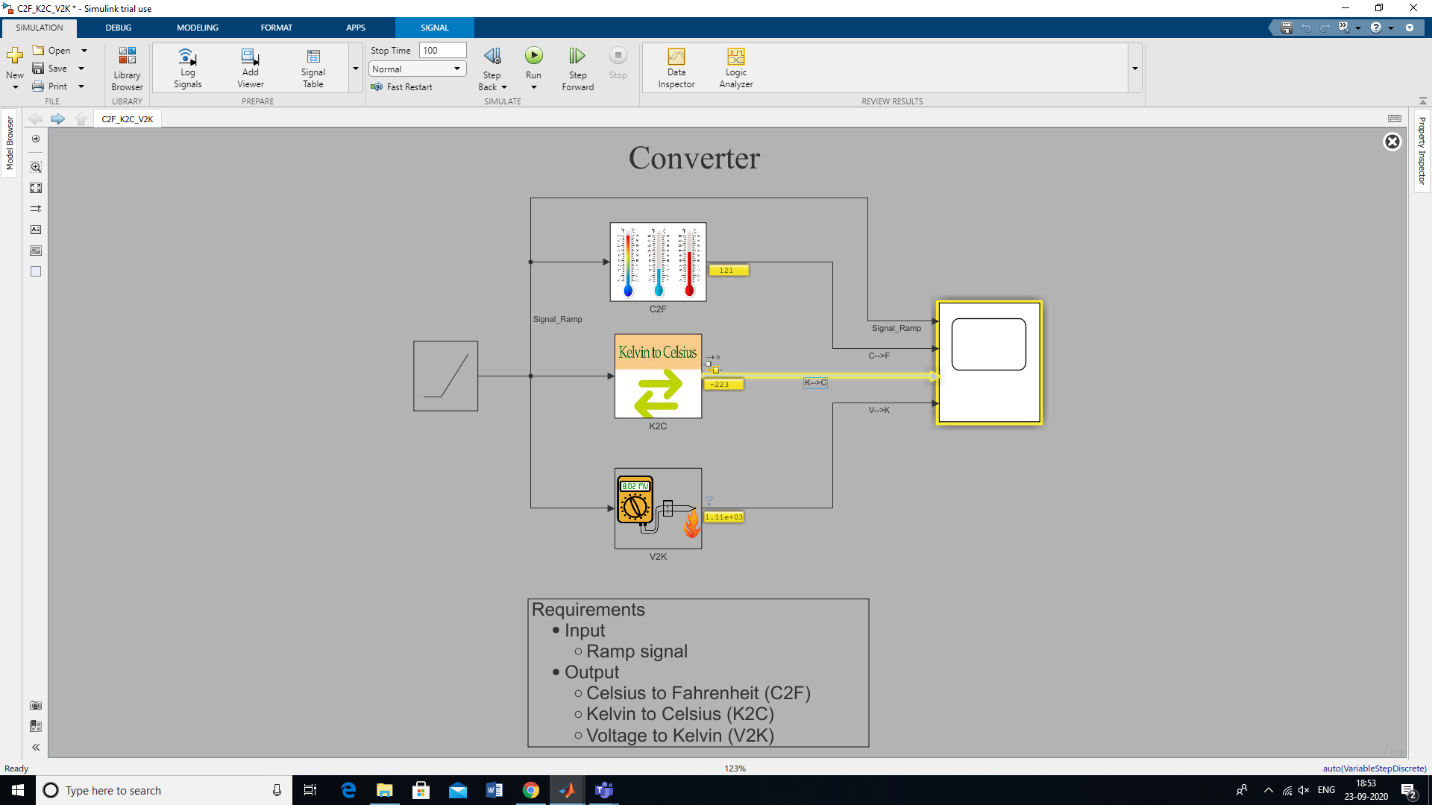 C2F_K2C_V2K * - Simulink trial use
SIMULATION
DEBUG
MODELING
FORMAT
APPS
SIGNAL
New
Open
Save
Print
FILE
Library
Browser
LIBRARY
Log
Signals
Add
Viewer
Signal
Table
PREPARE
Stop Time 100
Normal
Fast Restart
Step
Back
Run
Step
Forward
Stop
SIMULATE
Data
Inspector
Logic
Analyzer
REVIEW RESULTS
Model Browser
C2F_K2C_V2K
Property Inspector
Converter
121
C2F
Signal_Ramp
Signal_Ramp
C-->F
Kelvin to Celsius
-223
K-->C
K2C
V-->K
1.11e+03
V2K
Requirements
• Input
○ Ramp signal
• Output
○ Celsius to Fahrenheit (C2F)
○ Kelvin to Celsius (K2C)
○ Voltage to Kelvin (V2K)
Ready
123%
auto(VariableStepDiscrete)
Type here to search
ENG
18:53
23-09-2020
2